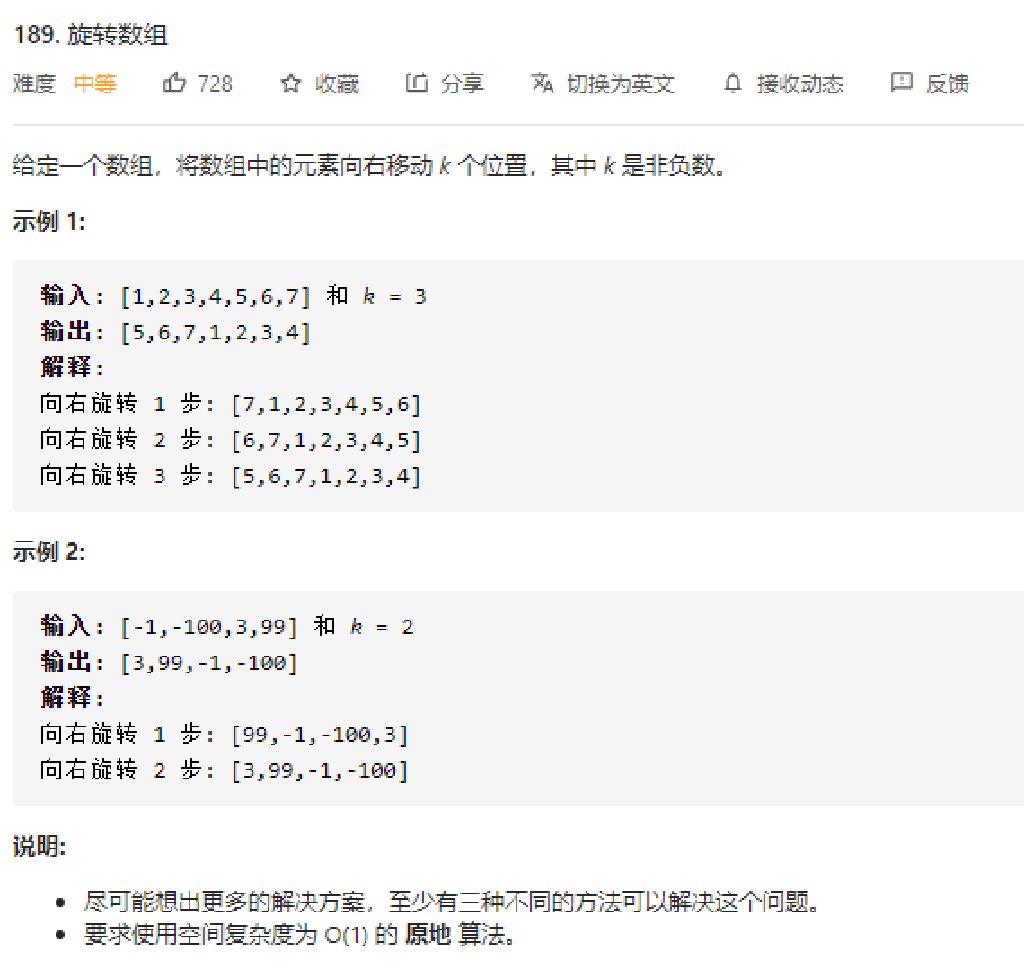 189. 旋转数组
难度 中等 728 收藏 分享 切换为英文 接收动态 反馈
给定一个数组，将数组中的元素向右移动 k 个位置，其中 k 是非负数。
示例 1:
输入: [1,2,3,4,5,6,7] 和 k = 3
输出: [5,6,7,1,2,3,4]
解释:
向右旋转 1 步: [7,1,2,3,4,5,6]
向右旋转 2 步: [6,7,1,2,3,4,5]
向右旋转 3 步: [5,6,7,1,2,3,4]
示例 2:
输入: [-1,-100,3,99] 和 k = 2
输出: [3,99,-1,-100]
解释:
向右旋转 1 步: [99,-1,-100,3]
向右旋转 2 步: [3,99,-1,-100]
说明:
• 尽可能想出更多的解决方案，至少有三种不同的方法可以解决这个问题。
• 要求使用空间复杂度为 O(1) 的 原地 算法。